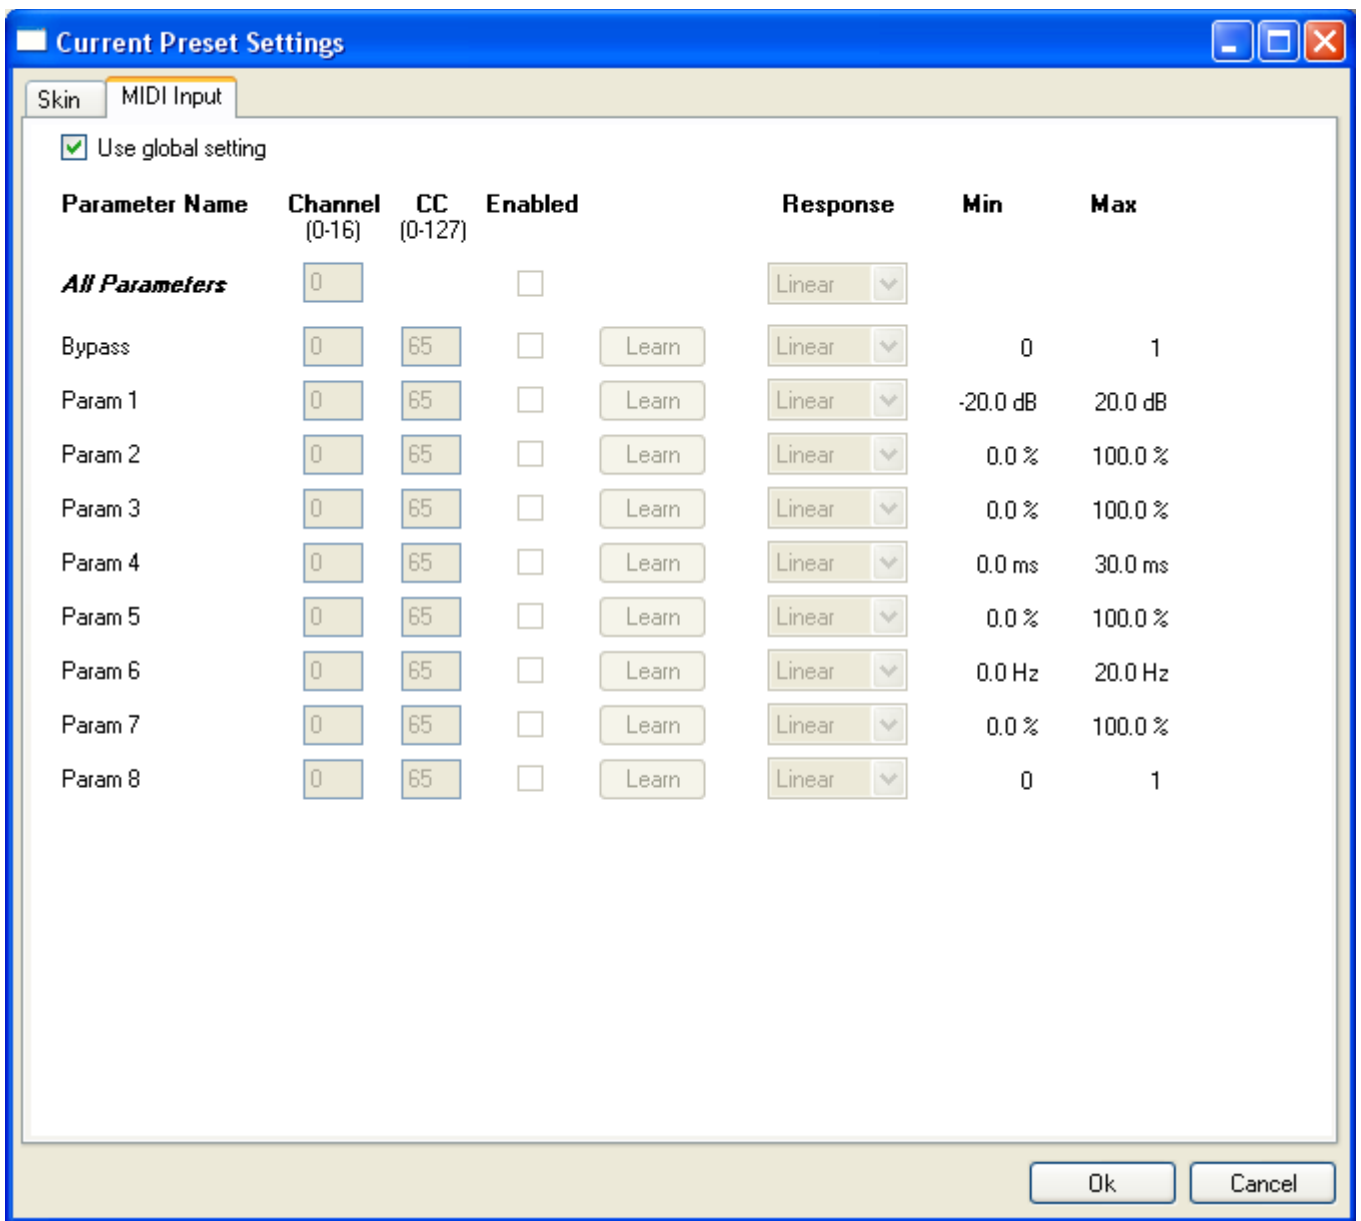 Current Preset Settings
Skin MIDI Input
Use global setting
Parameter Name Channel CC Enabled Response Min Max
(0-16) (0-127)
All Parameters 0 Linear
Bypass 0 65 Learn Linear 0 1
Param 1 0 65 Learn Linear -20.0 dB 20.0 dB
Param 2 0 65 Learn Linear 0.0 % 100.0 %
Param 3 0 65 Learn Linear 0.0 % 100.0 %
Param 4 0 65 Learn Linear 0.0 ms 30.0 ms
Param 5 0 65 Learn Linear 0.0 % 100.0 %
Param 6 0 65 Learn Linear 0.0 Hz 20.0 Hz
Param 7 0 65 Learn Linear 0.0 % 100.0 %
Param 8 0 65 Learn Linear 0 1
Ok Cancel